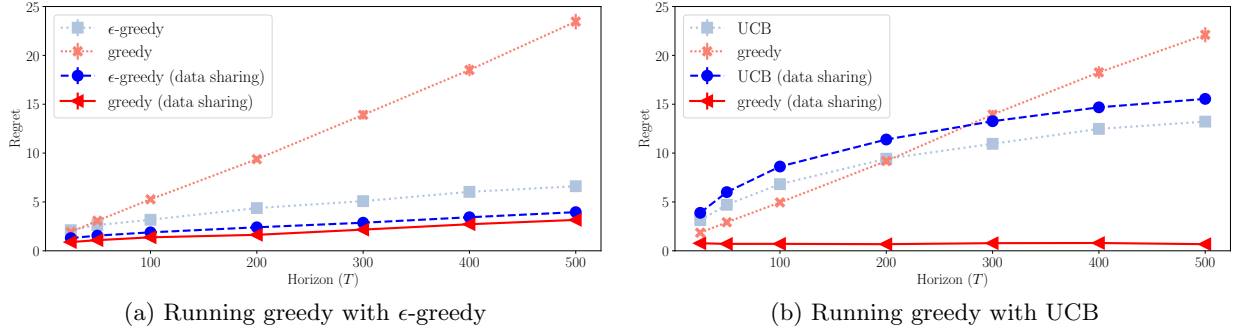 25
20
15
10
5
0
Regret
ϵ-greedy
greedy
ϵ-greedy (data sharing)
greedy (data sharing)
100 200 300 400 500
Horizon (T)
(a) Running greedy with ϵ-greedy
25
20
15
10
5
0
Regret
UCB
greedy
UCB (data sharing)
greedy (data sharing)
100 200 300 400 500
Horizon (T)
(b) Running greedy with UCB